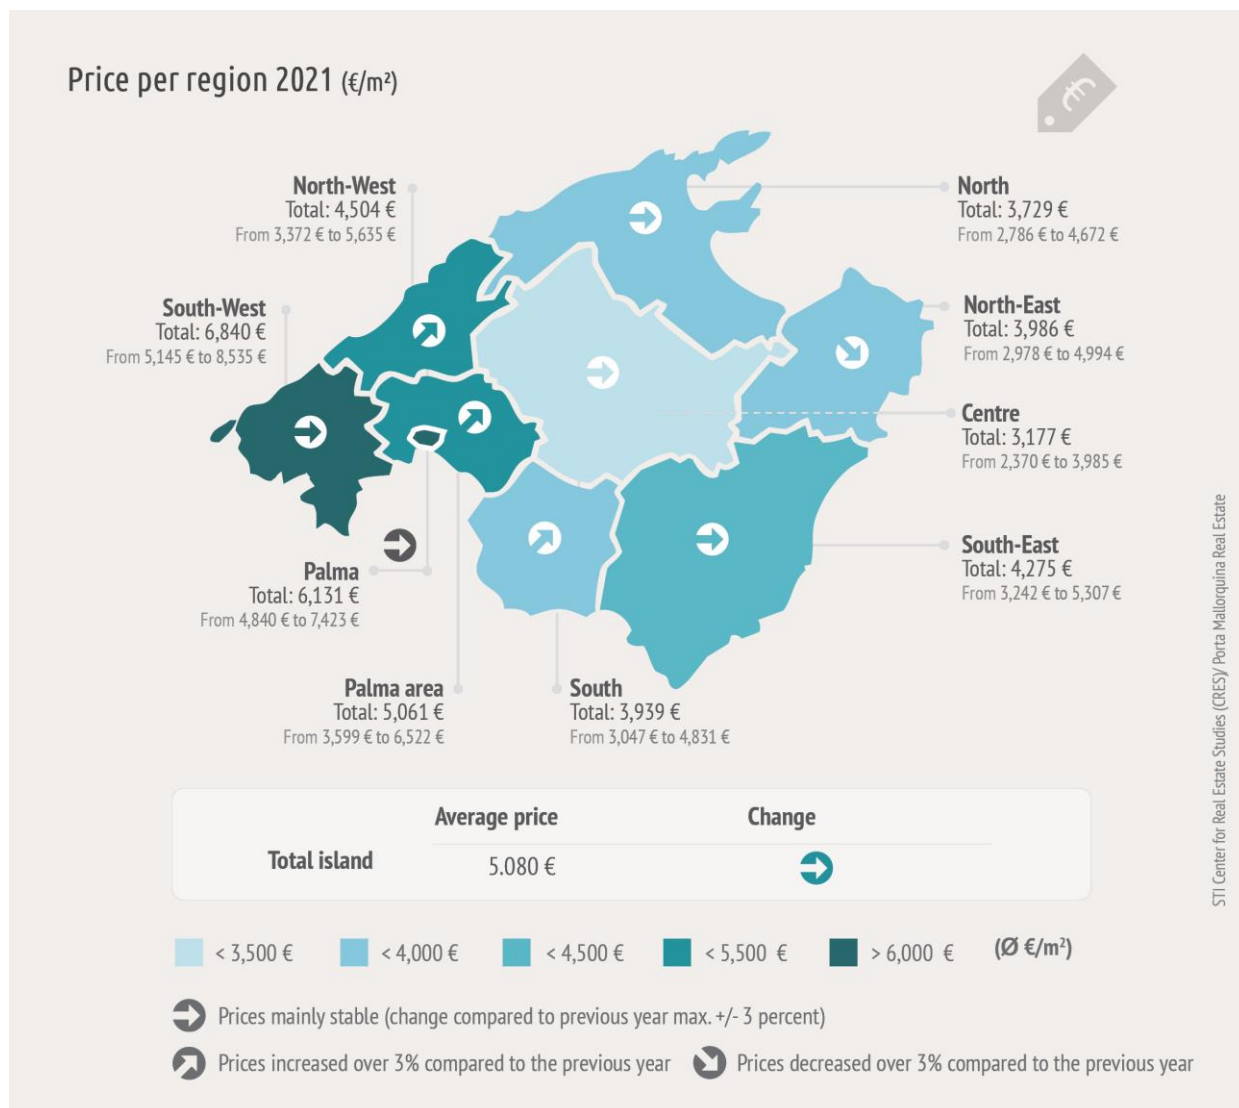 Price per region 2021 (€/m²)
North-West
Total: 4,504 €
From 3,372 € to 5,635 €
North
Total: 3,729 €
From 2,786 € to 4,672 €
South-West
Total: 6,840 €
From 5,145 € to 8,535 €
North-East
Total: 3,986 €
From 2,978 € to 4,994 €
Centre
Total: 3,177 €
From 2,370 € to 3,985 €
South-East
Total: 4,275 €
From 3,242 € to 5,307 €
Palma
Total: 6,131 €
From 4,840 € to 7,423 €
Palma area
Total: 5,061 €
From 3,599 € to 6,522 €
South
Total: 3,939 €
From 3,047 € to 4,831 €
Average price Change
Total island 5.080 €
< 3,500 € < 4,000 € < 4,500 € < 5,500 € > 6,000 € (Ø €/m²)
Prices mainly stable (change compared to previous year max. +/- 3 percent)
Prices increased over 3% compared to the previous year Prices decreased over 3% compared to the previous year
STI Center for Real Estate Studies (CRES)/ Porta Mallorquina Real Estate
€